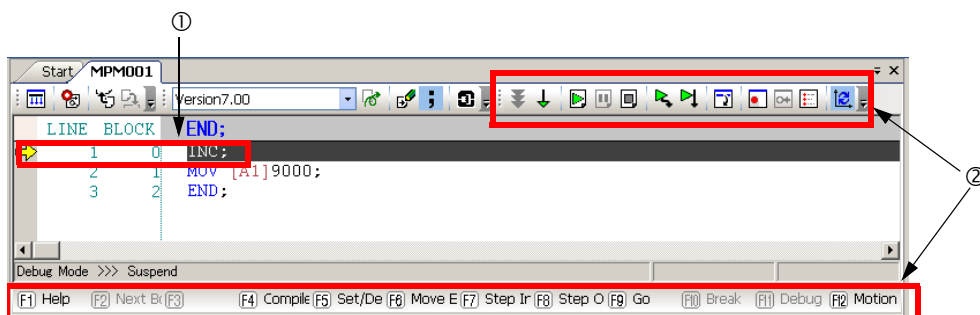 ①
Start MPM001
Version7.00
LINE BLOCK END;
1 0 INC;
2 1 MOV [A1]9000;
3 2 END;
②
Debug Mode >>> Suspend
F1 Help F2 Next Br F3 F4 Compile F5 Set/De F6 Move E F7 Step Ir F8 Step O F9 Go F10 Break F11 Debug F12 Motion